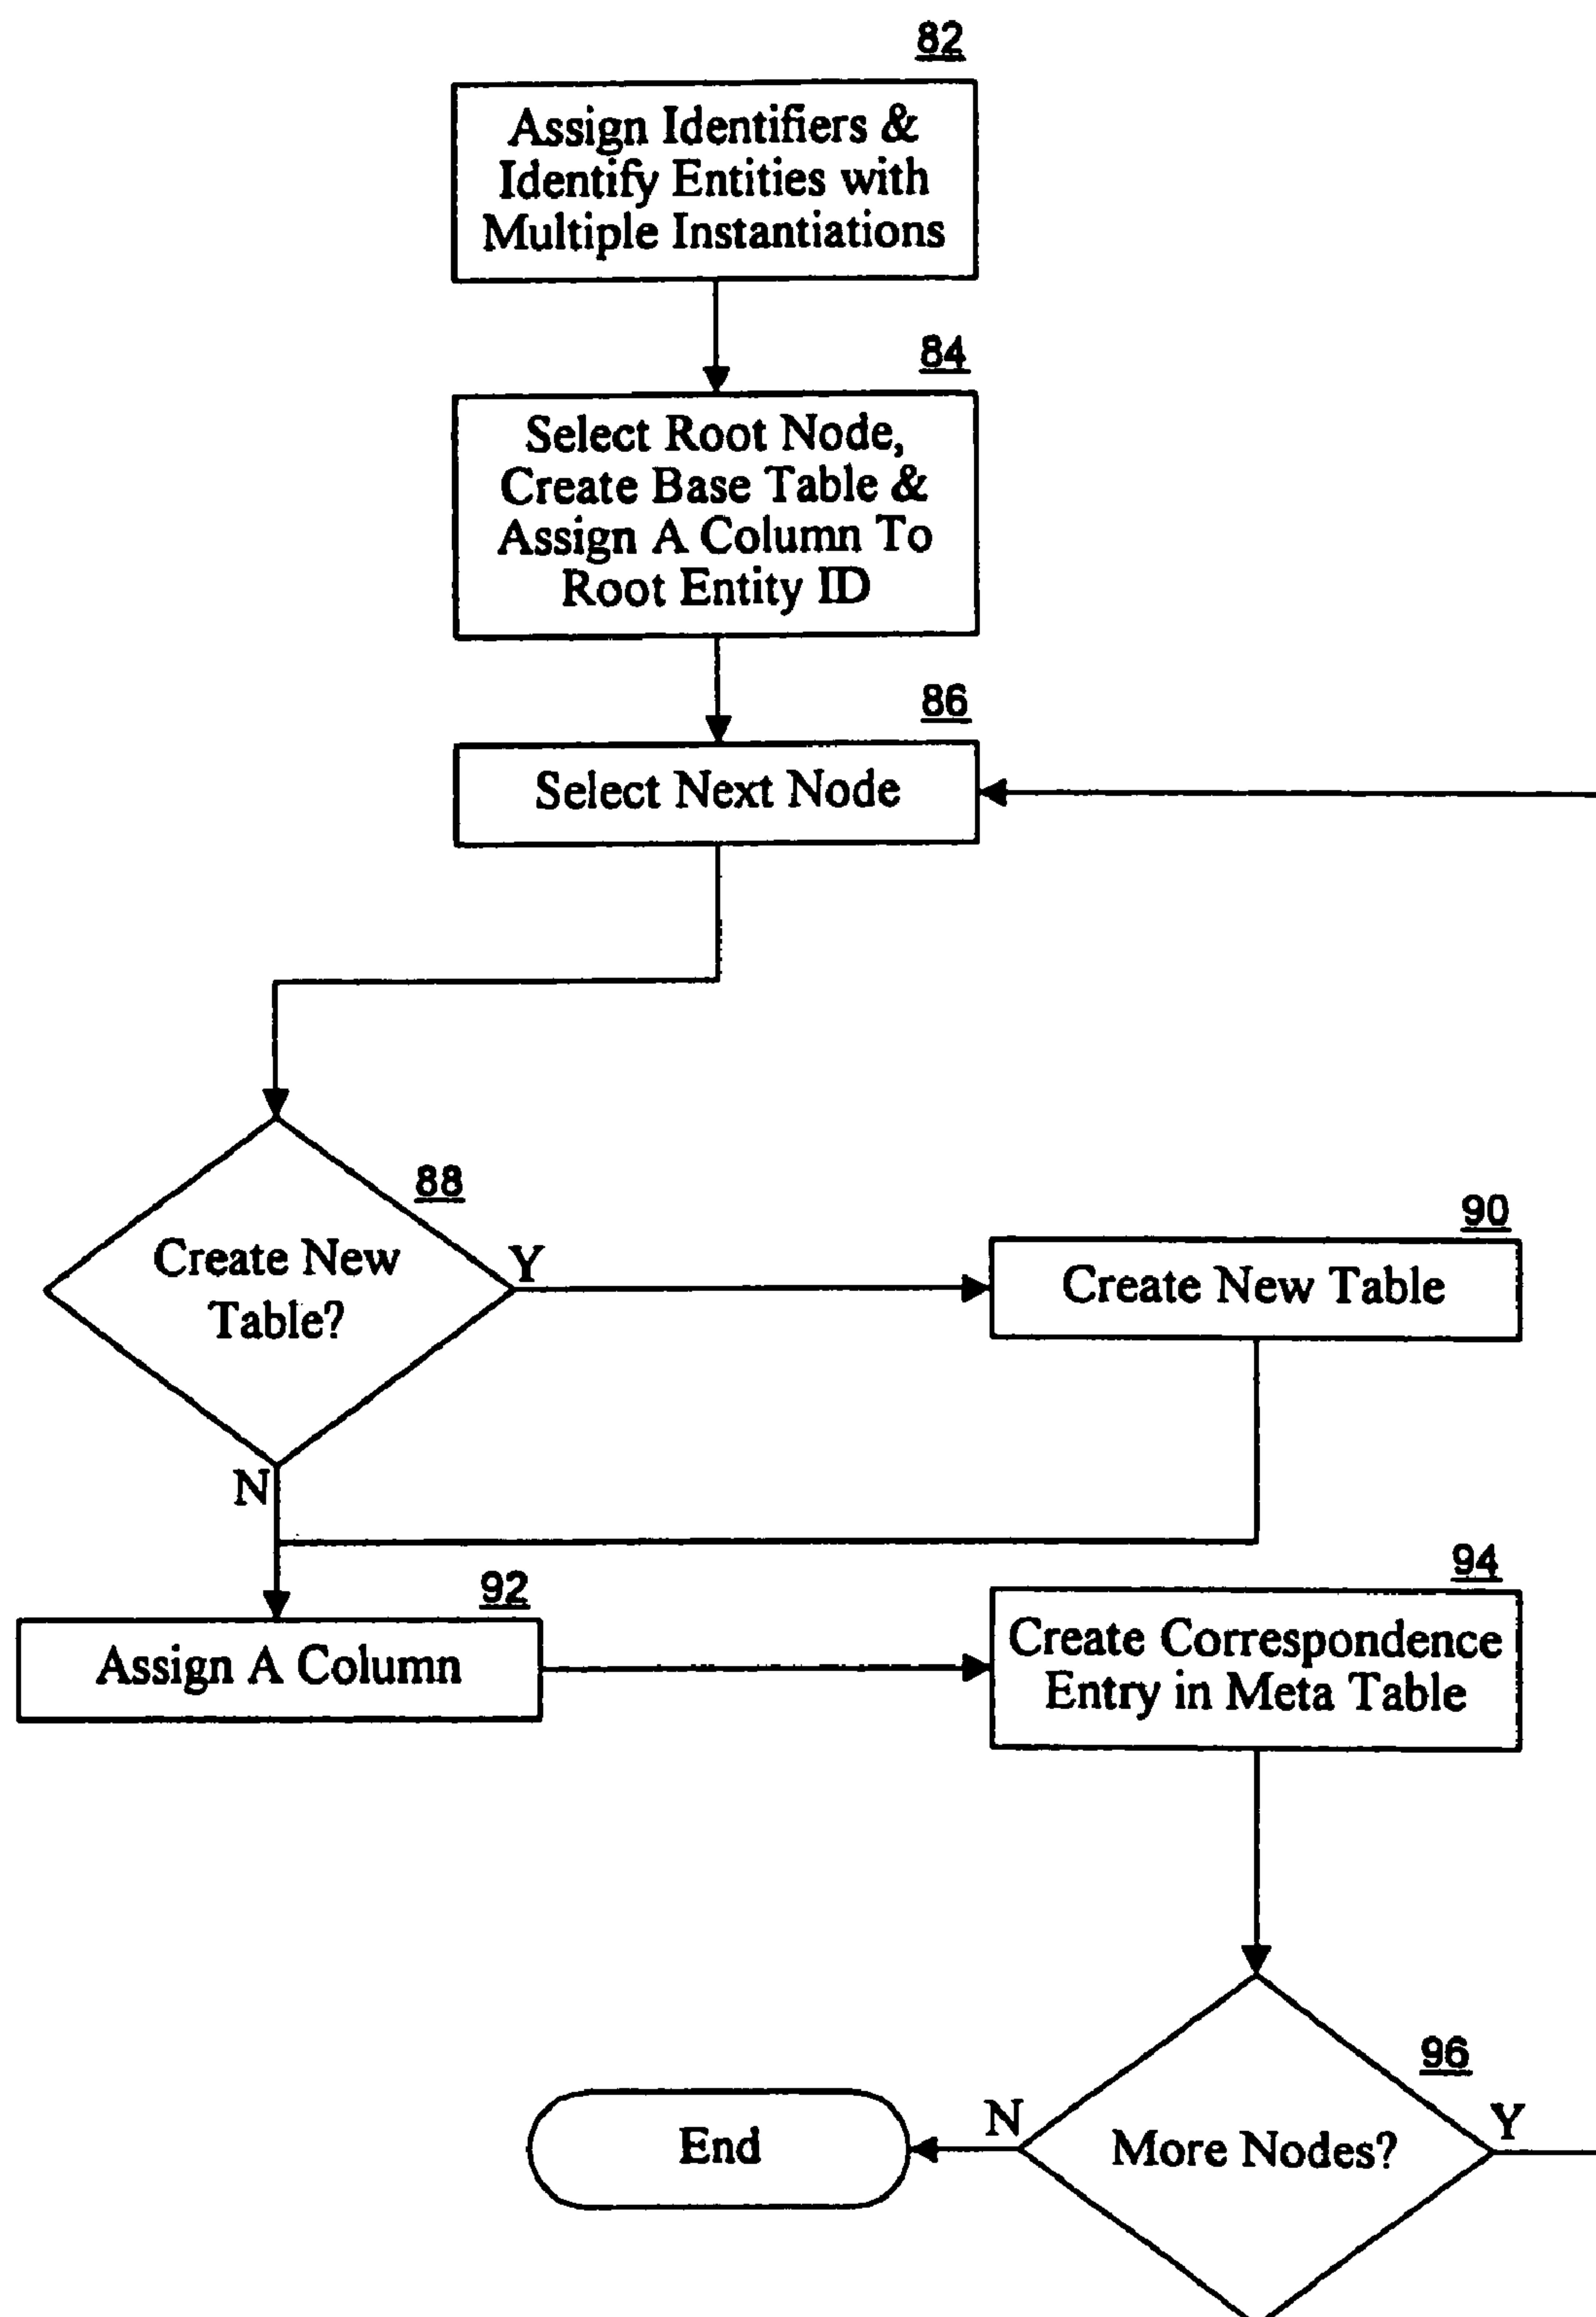 82
Assign Identifiers &
Identify Entities with
Multiple Instantiations
84
Select Root Node,
Create Base Table &
Assign A Column To
Root Entity ID
86
Select Next Node
88
Create New
Table?
Y
90
Create New Table
N
92
Assign A Column
94
Create Correspondence
Entry in Meta Table
96
More Nodes?
Y
N
End